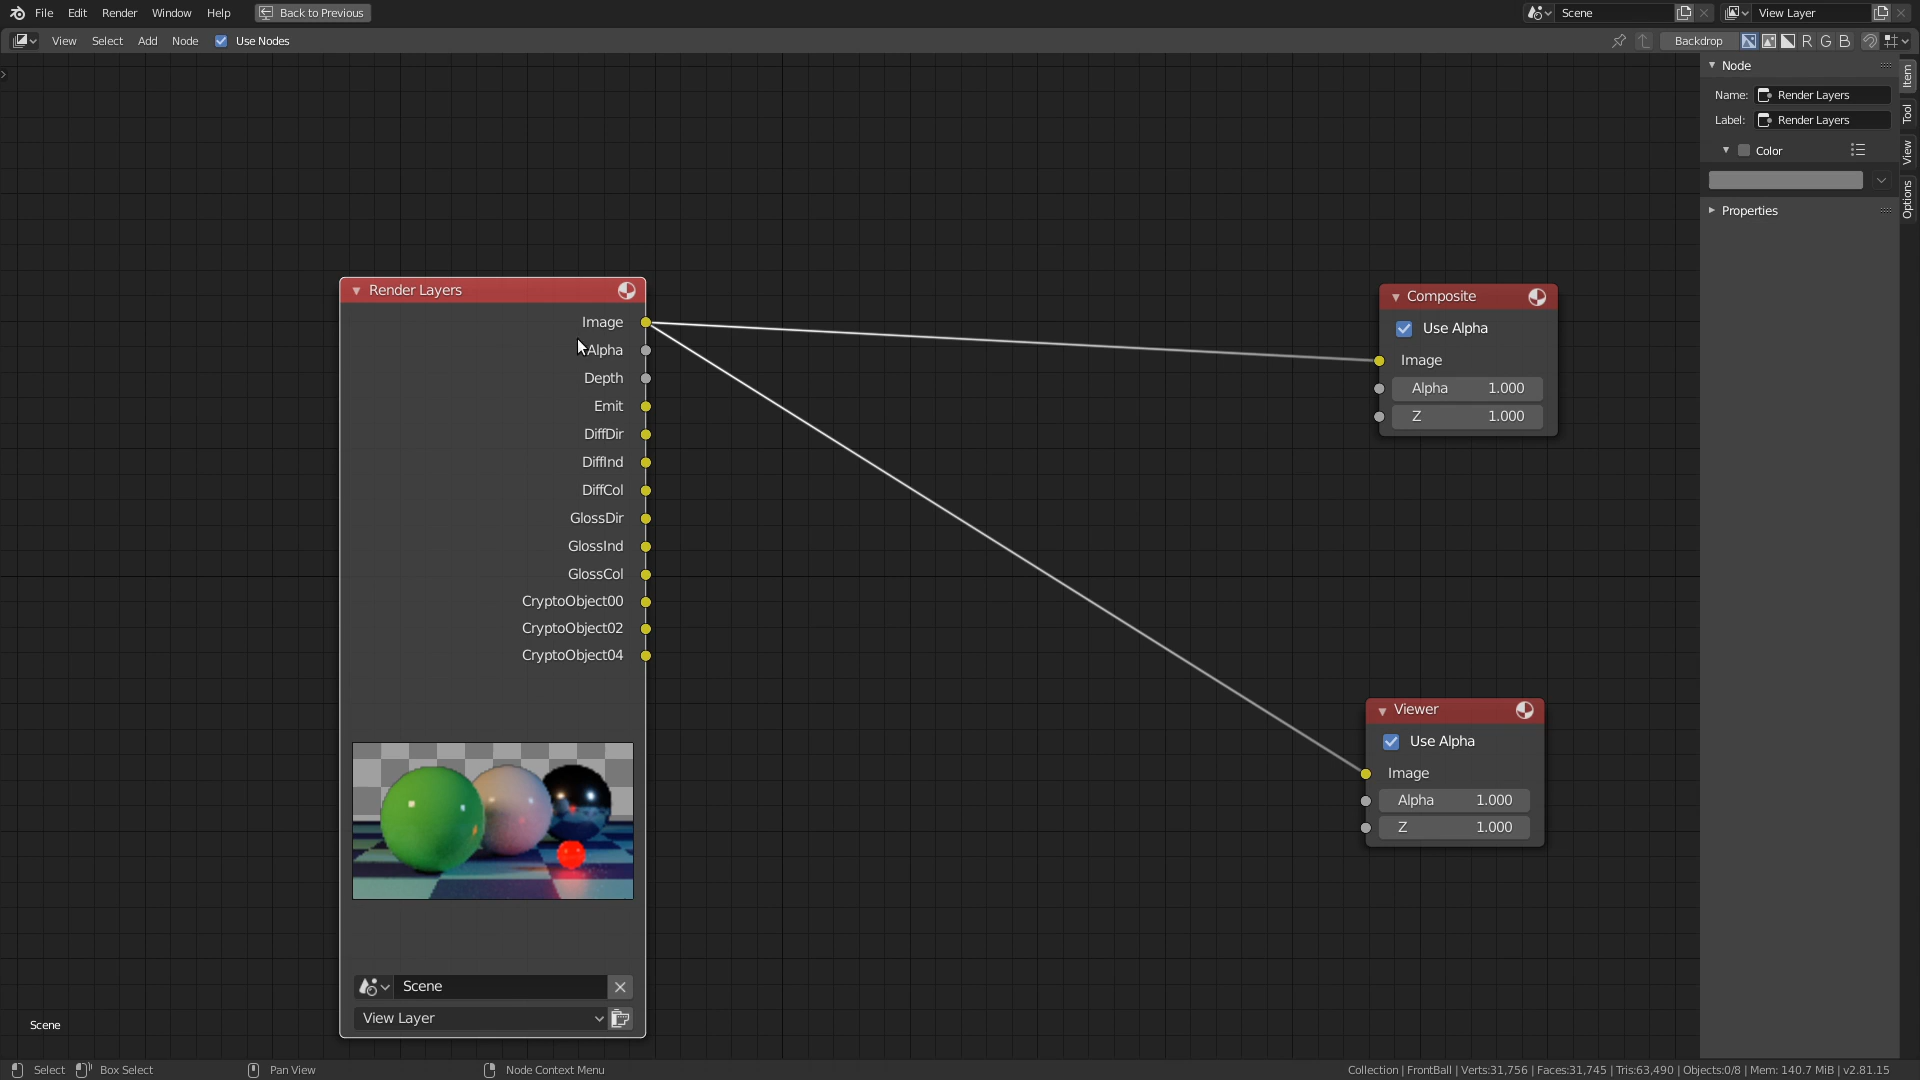 File Edit Render Window Help Back to Previous Scene View Layer
View Select Add Node Use Nodes Backdrop R G B
Node
Name: Render Layers
Label: Render Layers
Color
Properties
Item
Tool
View
Options
Render Layers
Image
Alpha
Depth
Emit
DiffDir
DiffInd
DiffCol
GlossDir
GlossInd
GlossCol
CryptoObject00
CryptoObject02
CryptoObject04
Scene
View Layer
Composite
Use Alpha
Image
Alpha 1.000
Z 1.000
Viewer
Use Alpha
Image
Alpha 1.000
Z 1.000
Scene
Select Box Select Pan View Node Context Menu Collection | FrontBall | Verts:31,756 | Faces:31,745 | Tris:63,490 | Objects:0/8 | Mem: 140.7 MiB | v2.81.15